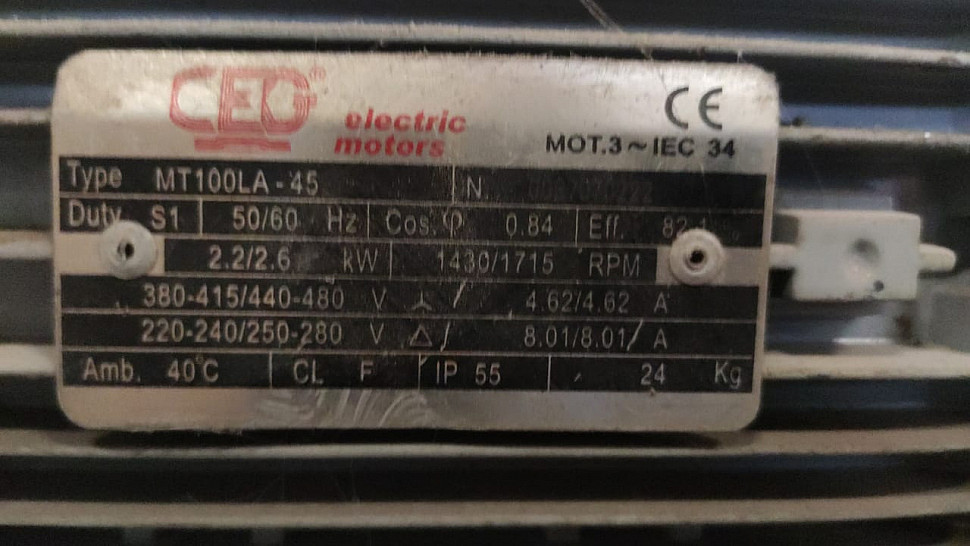 CEG®
electric
motors
CE
MOT.3~IEC 34
Type MT100LA-45 N.
Duty S1 50/60 Hz Cos. φ 0.84 Eff.
2.2/2.6 kW 1430/1715 RPM
380-415/440-480 V 4.62/4.62 A
220-240/250-280 V Δ 8.01/8.01 A
Amb. 40°C CL F IP 55 24 Kg